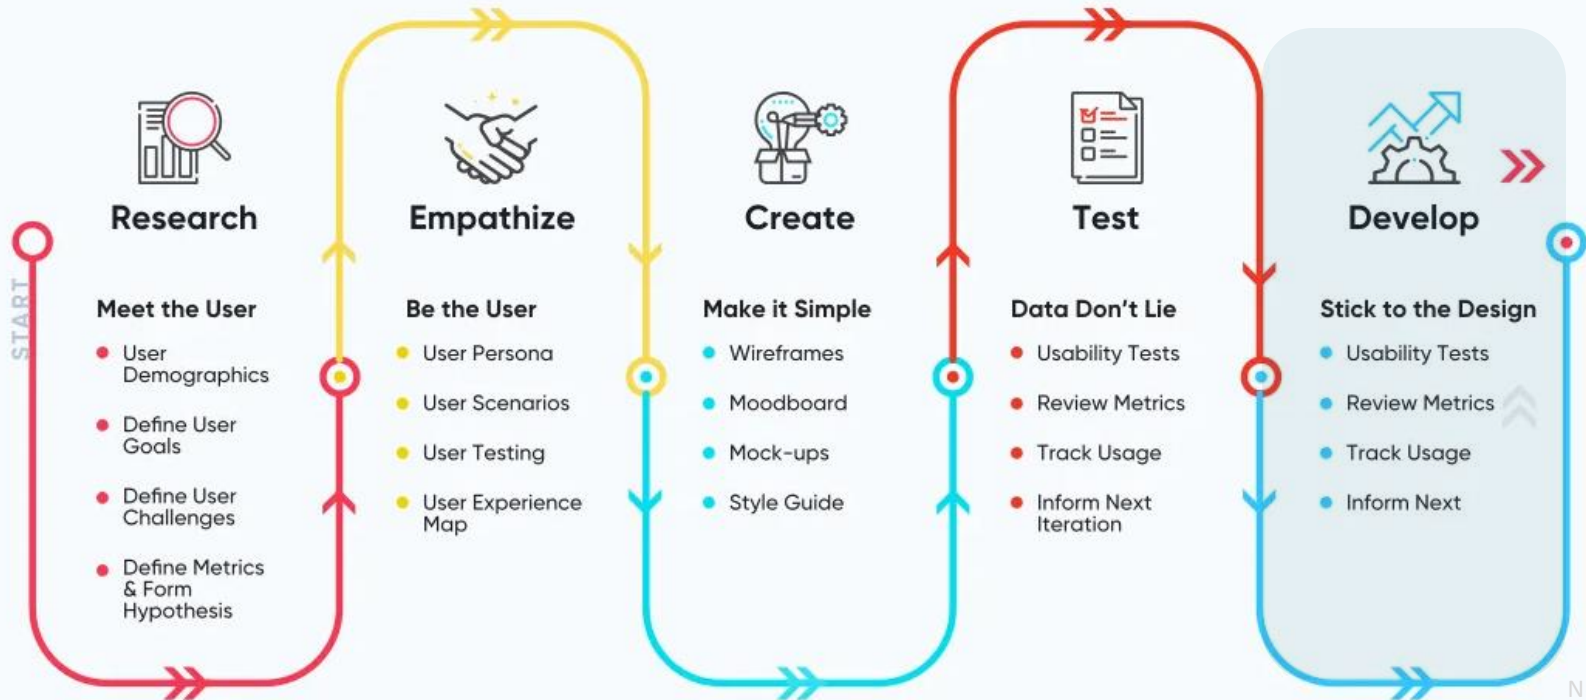 START
Research
Meet the User
User
Demographics
Define User
Goals
Define User
Challenges
Define Metrics
& Form
Hypothesis
Empathize
Be the User
User Persona
User Scenarios
User Testing
User Experience
Map
Create
Make it Simple
Wireframes
Moodboard
Mock-ups
Style Guide
Test
Data Don't Lie
Usability Tests
Review Metrics
Track Usage
Inform Next
Iteration
Develop
Stick to the Design
Usability Tests
Review Metrics
Track Usage
Inform Next
N